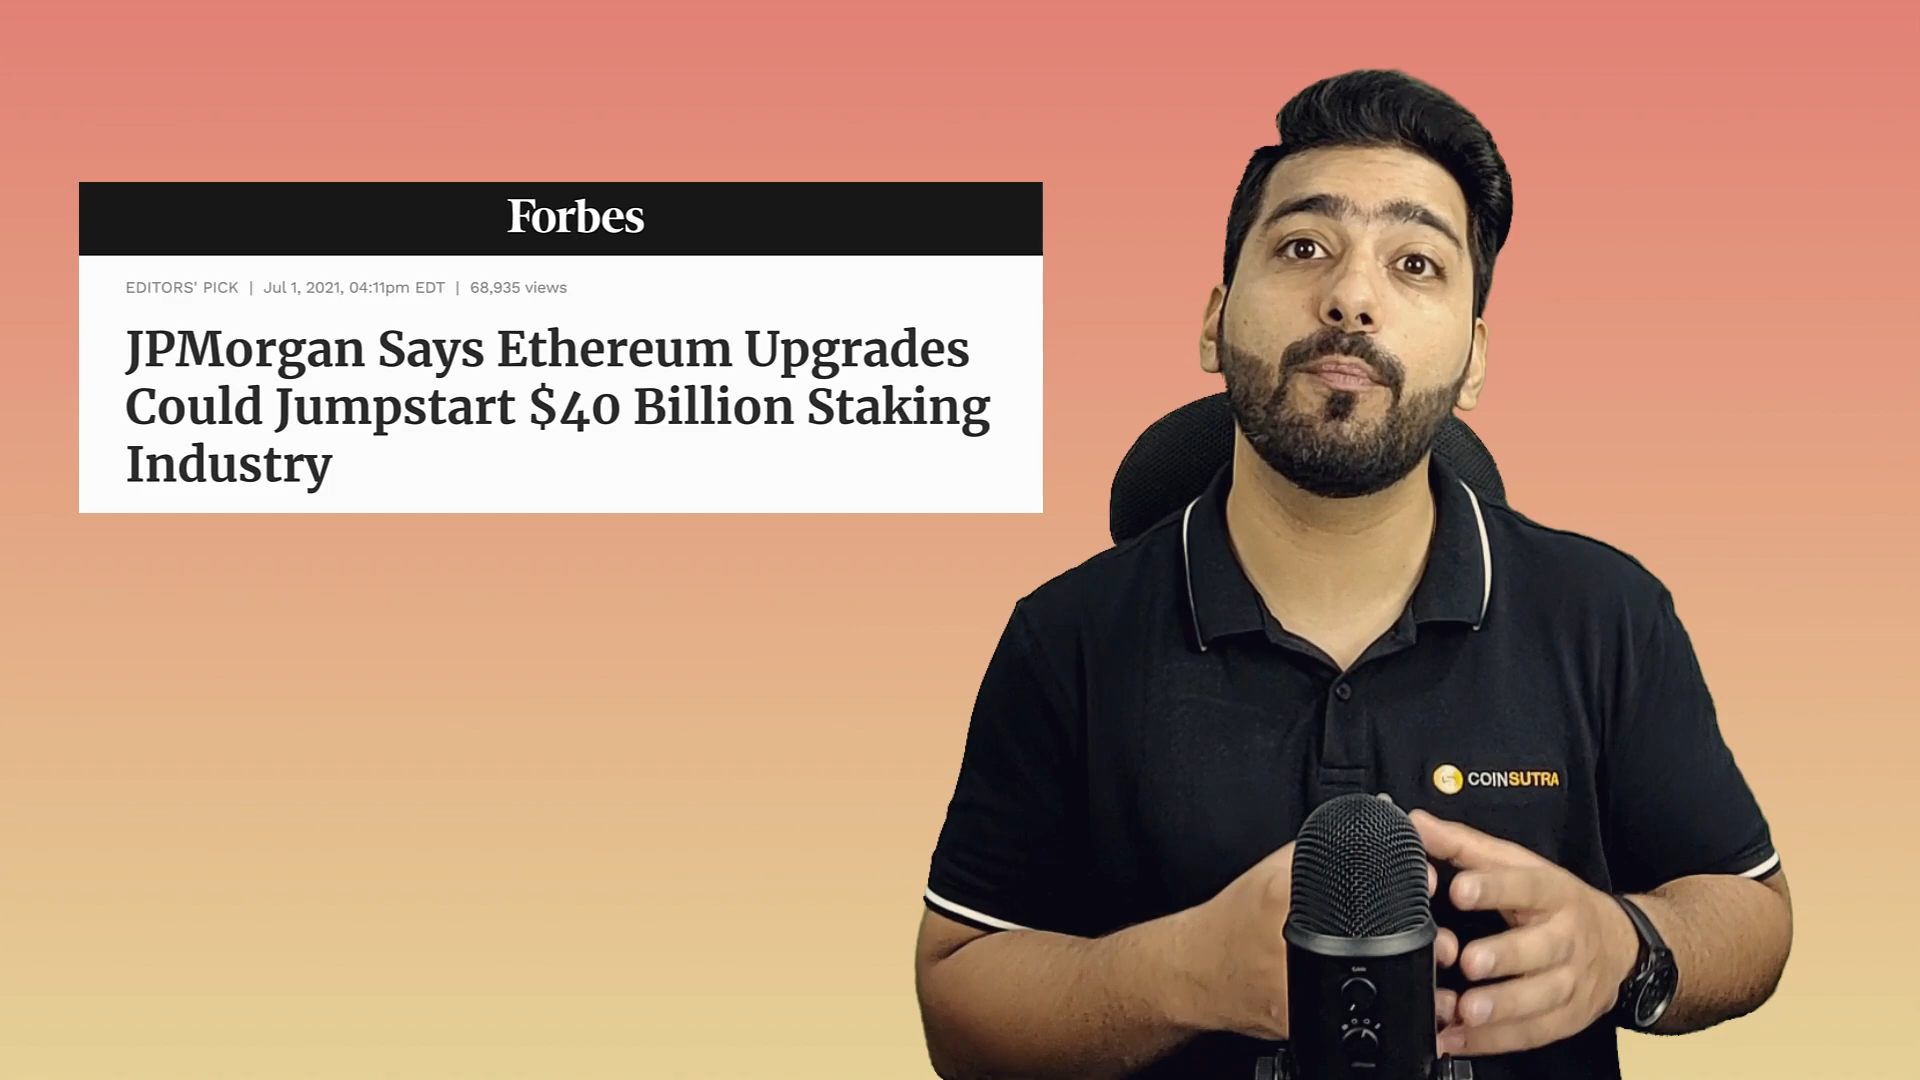 Forbes
EDITORS' PICK | Jul 1, 2021, 04:11pm EDT | 68,935 views
JPMorgan Says Ethereum Upgrades
Could Jumpstart $40 Billion Staking
Industry
COINSUTRA